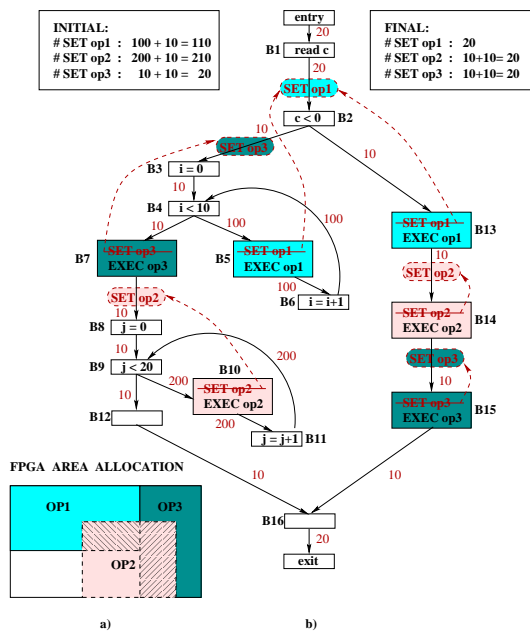 INITIAL:
# SET op1 : 100 + 10 = 110
# SET op2 : 200 + 10 = 210
# SET op3 : 10 + 10 = 20
FINAL:
# SET op1 : 20
# SET op2 : 10+10= 20
# SET op3 : 10+10= 20
entry
20
B1 read c
20
SET op1
c < 0 B2
10
SET op3
10
B3 i = 0
10
B4 i < 10
10
100
100
B7 SET op3
EXEC op3
B5 SET op1
EXEC op1
100
B6 i = i+1
SET op1
EXEC op1
B13
10
SET op2
SET op2
EXEC op2
B14
SET op3
10
SET op3
EXEC op3
B15
SET op2
10
B8 j = 0
10
B9 j < 20
10
200
B10
SET op2
EXEC op2
200
200
j = j+1 B11
B12
10
10
B16
20
exit
FPGA AREA ALLOCATION
OP1
OP3
OP2
a)
b)